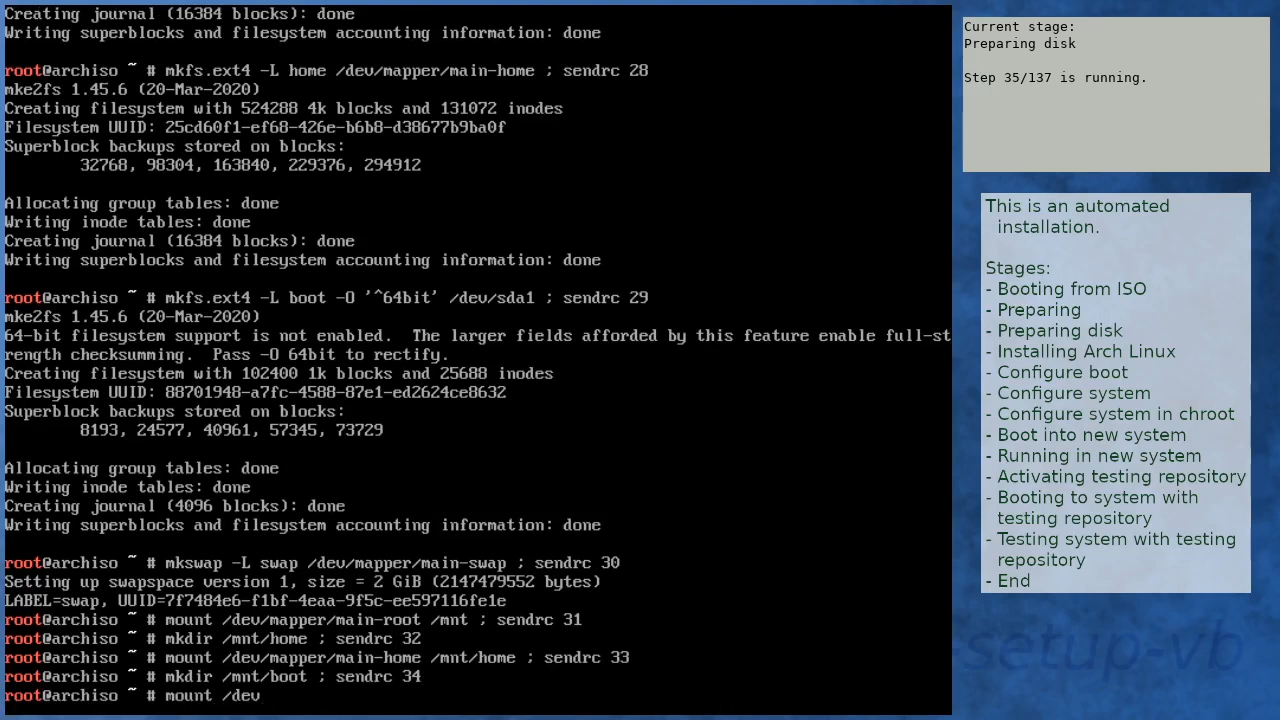 Creating journal (16384 blocks): done
Writing superblocks and filesystem accounting information: done
root@archiso ~ # mkfs.ext4 -L home /dev/mapper/main-home ; sendrc 28
mke2fs 1.45.6 (20-Mar-2020)
Creating filesystem with 524288 4k blocks and 131072 inodes
Filesystem UUID: 25cd60f1-ef68-426e-b6b8-d38677b9ba0f
Superblock backups stored on blocks:
32768, 98304, 163840, 229376, 294912
Allocating group tables: done
Writing inode tables: done
Creating journal (16384 blocks): done
Writing superblocks and filesystem accounting information: done
root@archiso ~ # mkfs.ext4 -L boot -O '^64bit' /dev/sda1 ; sendrc 29
mke2fs 1.45.6 (20-Mar-2020)
64-bit filesystem support is not enabled.  The larger fields afforded by this feature enable full-st
rength checksumming.  Pass -O 64bit to rectify.
Creating filesystem with 102400 1k blocks and 25688 inodes
Filesystem UUID: 88701948-a7fc-4588-87e1-ed2624ce8632
Superblock backups stored on blocks:
8193, 24577, 40961, 57345, 73729
Allocating group tables: done
Writing inode tables: done
Creating journal (4096 blocks): done
Writing superblocks and filesystem accounting information: done
root@archiso ~ # mkswap -L swap /dev/mapper/main-swap ; sendrc 30
Setting up swapspace version 1, size = 2 GiB (2147479552 bytes)
LABEL=swap, UUID=7f7484e6-f1bf-4eaa-9f5c-ee597116fe1e
root@archiso ~ # mount /dev/mapper/main-root /mnt ; sendrc 31
root@archiso ~ # mkdir /mnt/home ; sendrc 32
root@archiso ~ # mount /dev/mapper/main-home /mnt/home ; sendrc 33
root@archiso ~ # mkdir /mnt/boot ; sendrc 34
root@archiso ~ # mount /dev
Current stage:
Preparing disk
Step 35/137 is running.
This is an automated
installation.
Stages:
- Booting from ISO
- Preparing
- Preparing disk
- Installing Arch Linux
- Configure boot
- Configure system
- Configure system in chroot
- Boot into new system
- Running in new system
- Activating testing repository
- Booting to system with
testing repository
- Testing system with testing
repository
- End
-setup-vb